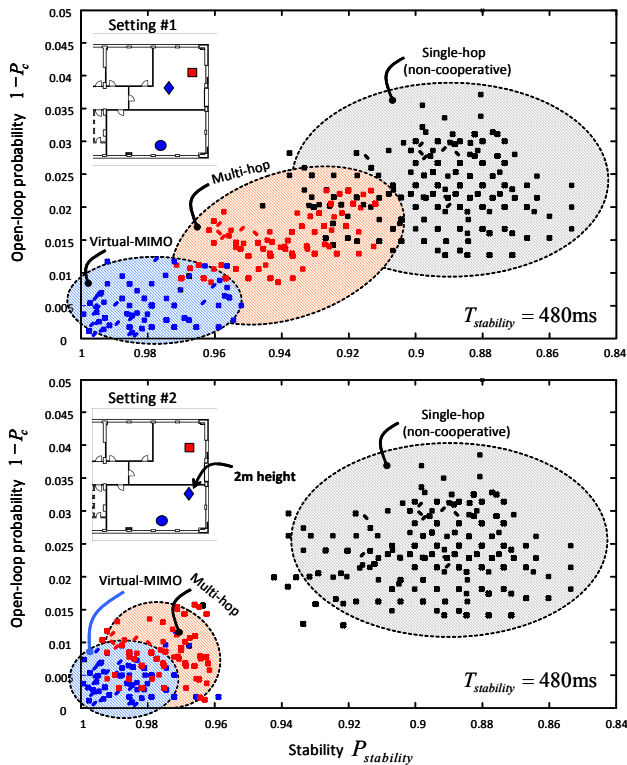 0.05
0.045
0.04
0.035
0.03
0.025
0.02
0.015
0.01
0.005
0
Open-loop probability 1−Pc
Setting #1
Single-hop
(non-cooperative)
Multi-hop
Virtual-MIMO
Tstability = 480ms
1 0.98 0.96 0.94 0.92 0.9 0.88 0.86 0.84
0.05
0.045
0.04
0.035
0.03
0.025
0.02
0.015
0.01
0.005
0
Open-loop probability 1−Pc
Setting #2
2m height
Single-hop
(non-cooperative)
Virtual-MIMO
Multi-hop
Tstability = 480ms
1 0.98 0.96 0.94 0.92 0.9 0.88 0.86 0.84
Stability Pstability